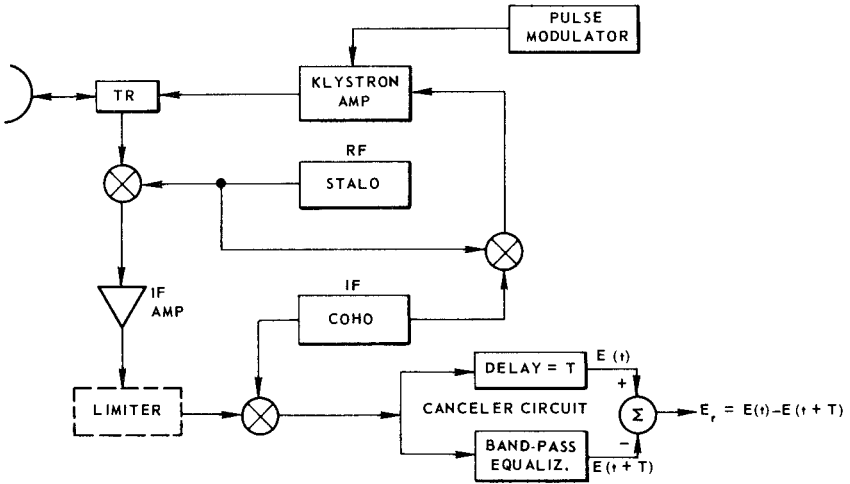 PULSE
MODULATOR
KLYSTRON
AMP
TR
RF
STALO
IF
AMP
IF
COHO
LIMITER
DELAY = T
E (t)
+
CANCELER CIRCUIT
Σ
E_r = E(t)–E(t + T)
–
BAND-PASS
EQUALIZ.
E(t + T)